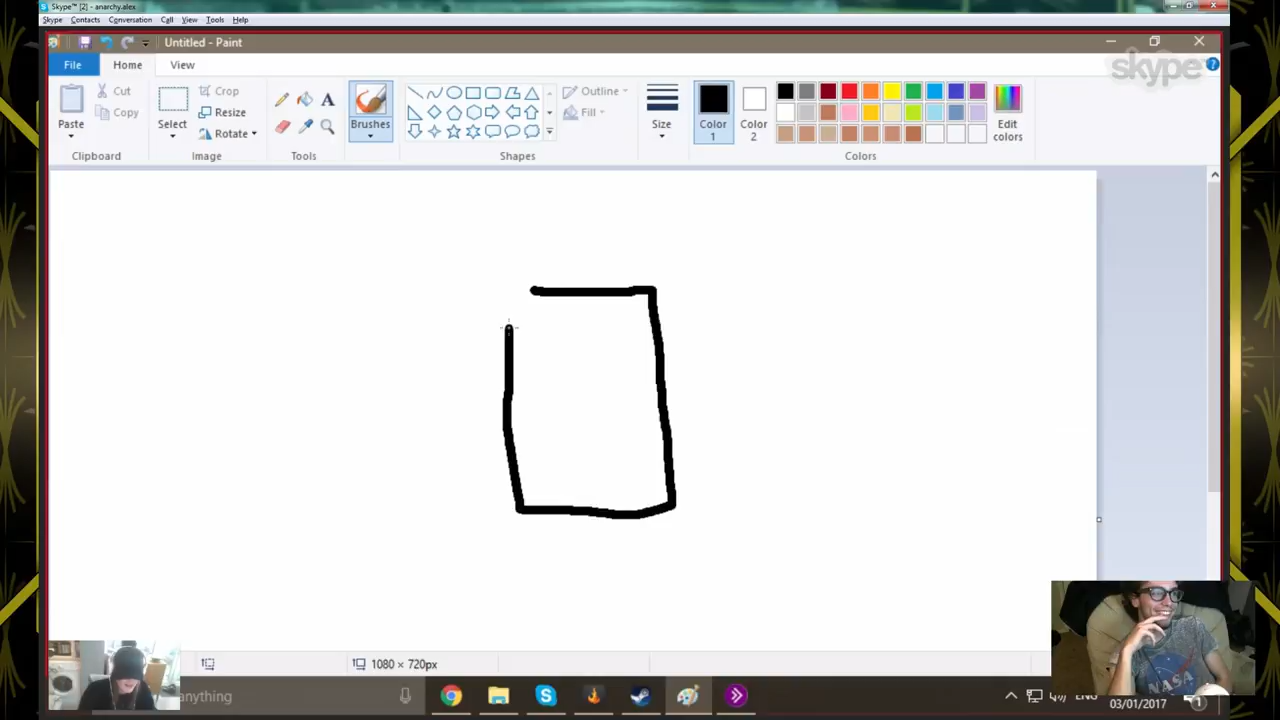 Skype™ [2] - anarchy.alex
Skype Contacts Conversation Call View Tools Help
Untitled - Paint
skype
File Home View
Paste Cut Copy
Clipboard
Select Crop Resize Rotate
Image
A
Tools
Brushes
Outline Fill
Shapes
Size
Color 1
Color 2
Edit colors
Colors
NASA
1080 × 720px
anything
ENG
03/01/2017
1